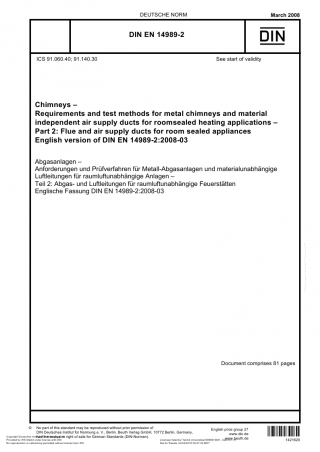 DEUTSCHE NORM
March 2008
DIN EN 14989-2
DIN
ICS 91.060.40; 91.140.30
See start of validity
Chimneys –
Requirements and test methods for metal chimneys and material
independent air supply ducts for roomsealed heating applications –
Part 2: Flue and air supply ducts for room sealed appliances
English version of DIN EN 14989-2:2008-03
Abgasanlagen –
Anforderungen und Prüfverfahren für Metall-Abgasanlagen und materialunabhängige
Luftleitungen für raumluftunabhängige Anlagen –
Teil 2: Abgas- und Luftleitungen für raumluftunabhängige Feuerstätten
Englische Fassung DIN EN 14989-2:2008-03
Document comprises 81 pages
© No part of this standard may be reproduced without prior permission of
DIN Deutsches Institut für Normung e. V., Berlin. Beuth Verlag GmbH, 10772 Berlin, Germany,
right of sale for German Standards (DIN-Normen).
English price group 27
www.din.de
www.beuth.de